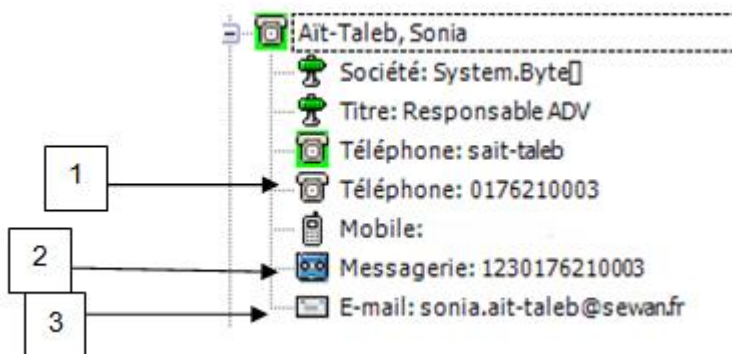 Aït-Taleb, Sonia
Société: System.Byte[]
Titre: Responsable ADV
Téléphone: sait-taleb
1
Téléphone: 0176210003
Mobile:
2
Messagerie: 1230176210003
3
E-mail: sonia.ait-taleb@sewan.fr